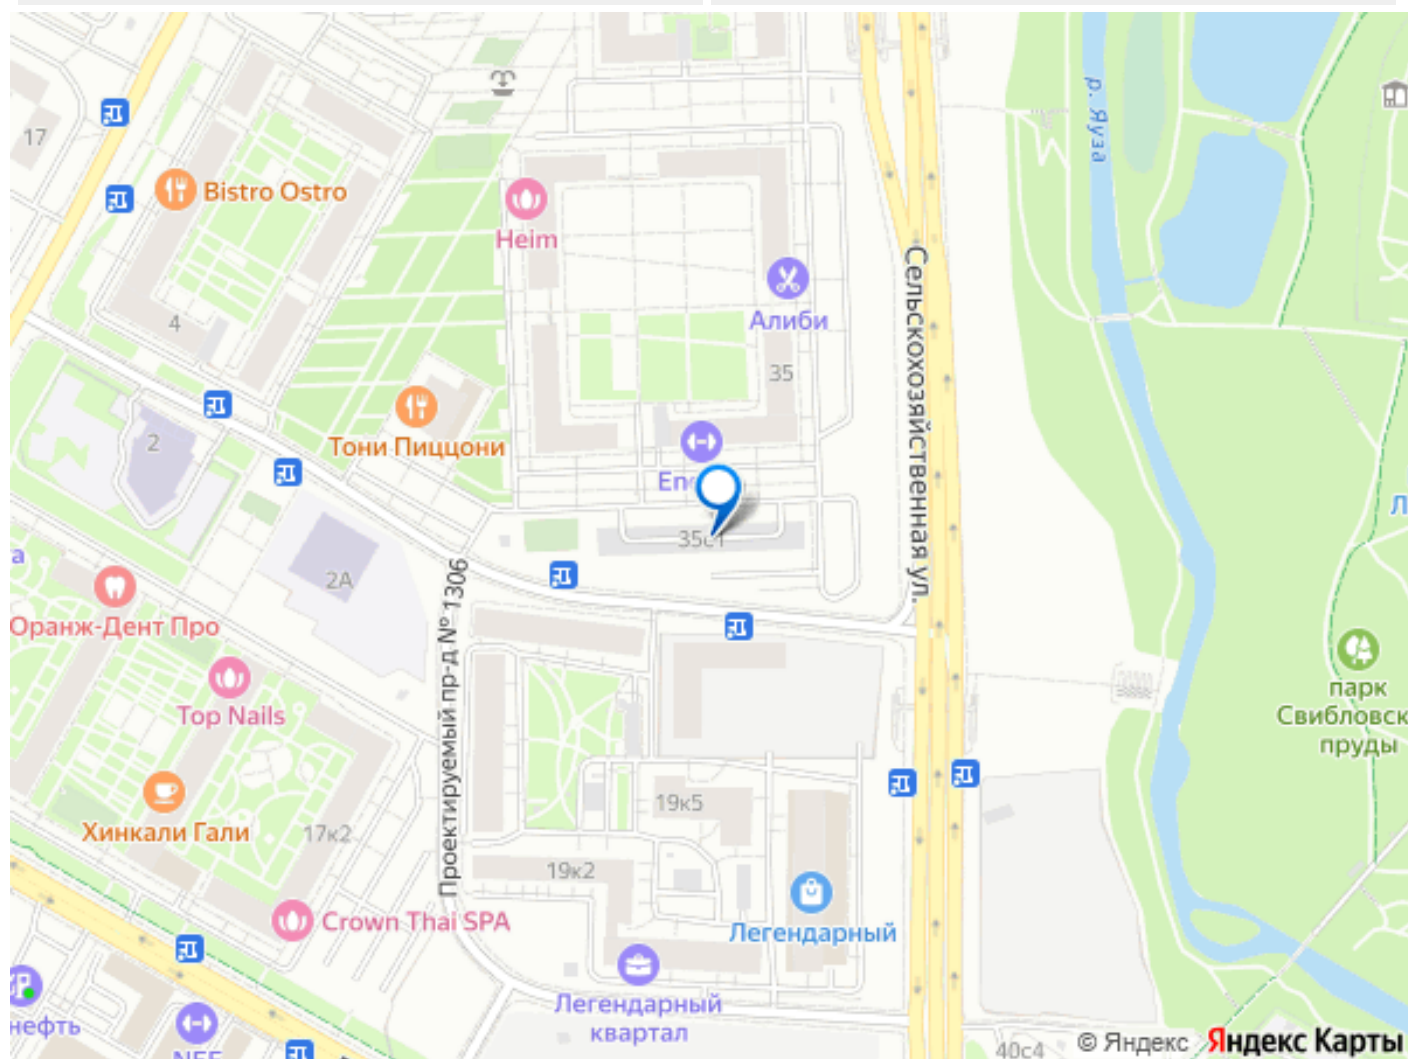 р. Яуза
17
Bistro Ostro
Heim
Сельскохозяйственная ул.
Алиби
4
35
2
Тони Пиццони
35с1
2А
Проектируемый пр-д № 1306
Оранж-Дент Про
Top Nails
парк
Свибловск
пруды
19к5
Хинкали Гали
17к2
19к2
Crown Thai SPA
Легендарный
Легендарный
квартал
нефть
40с4
© Яндекс Яндекс Карты